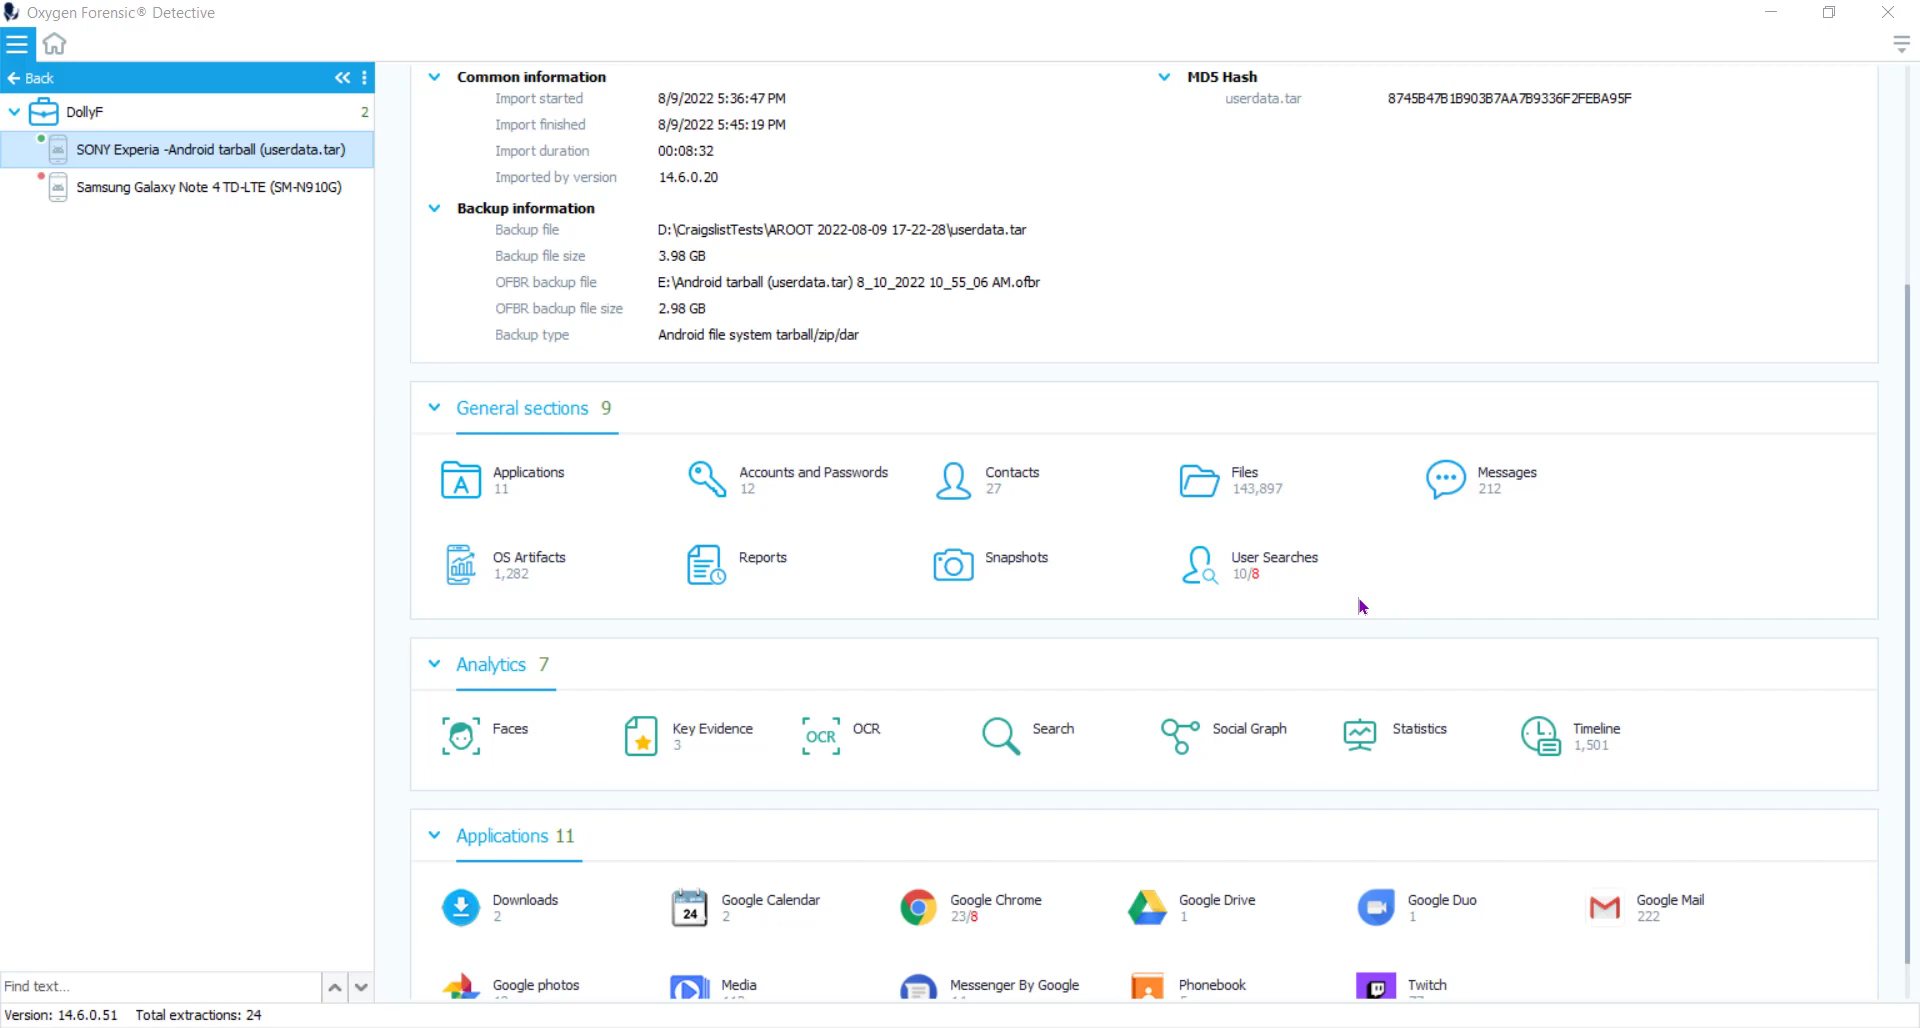 Oxygen Forensic® Detective
Back
DollyF 2
SONY Experia -Android tarball (userdata.tar)
Samsung Galaxy Note 4 TD-LTE (SM-N910G)
Find text...
Common information
Import started 8/9/2022 5:36:47 PM
Import finished 8/9/2022 5:45:19 PM
Import duration 00:08:32
Imported by version 14.6.0.20
Backup information
Backup file D:\CraigslistTests\AROOT 2022-08-09 17-22-28\userdata.tar
Backup file size 3.98 GB
OFBR backup file E:\Android tarball (userdata.tar) 8_10_2022 10_55_06 AM.ofbr
OFBR backup file size 2.98 GB
Backup type Android file system tarball/zip/dar
MD5 Hash
userdata.tar 8745B47B1B903B7AA7B9336F2FEBA95F
General sections 9
Applications Accounts and Passwords Contacts Files Messages
11 12 27 143,897 212
OS Artifacts Reports Snapshots User Searches
1,282 10/8
Analytics 7
Faces Key Evidence OCR OCR Search Social Graph Statistics Timeline
3 1,501
Applications 11
Downloads Google Calendar Google Chrome Google Drive Google Duo Google Mail
2 24 2 23/8 1 1 222
Google photos Media Messenger By Google Phonebook Twitch
Version: 14.6.0.51 Total extractions: 24